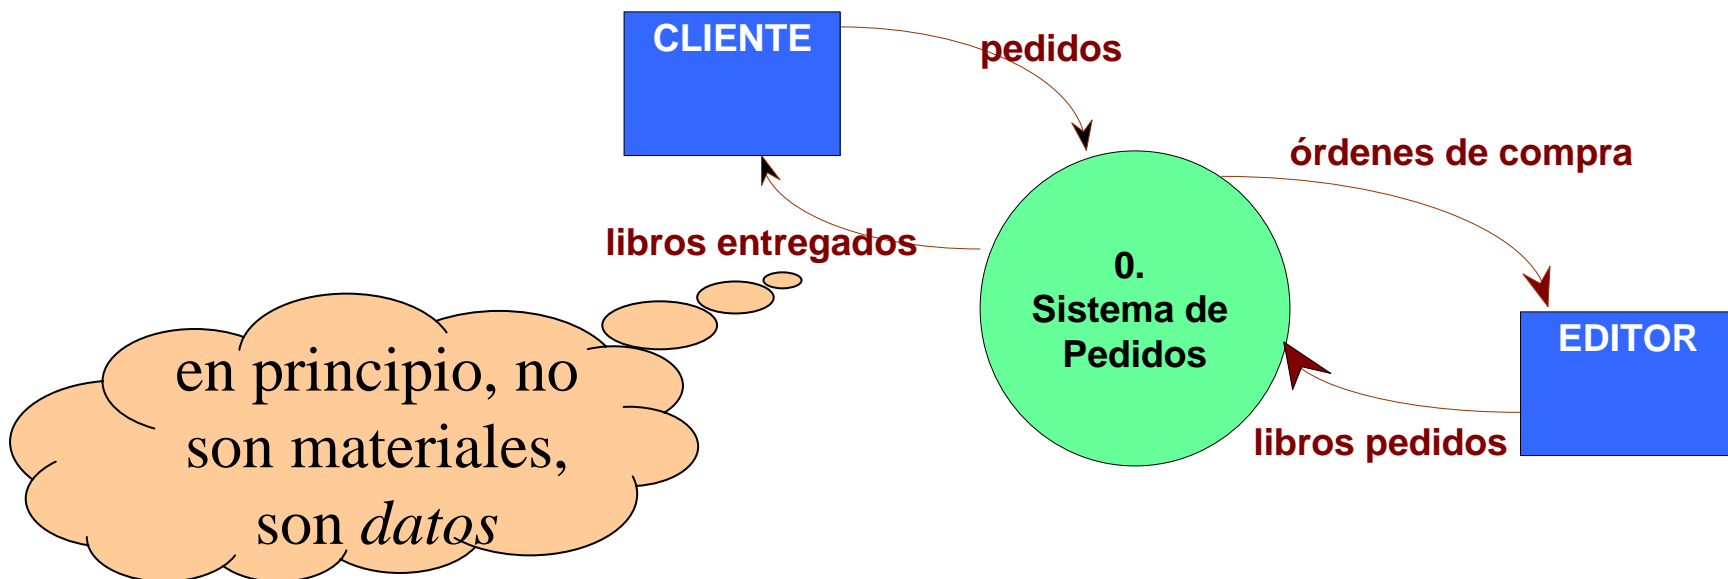 CLIENTE
pedidos
órdenes de compra
libros entregados
0.
Sistema de
Pedidos
EDITOR
libros pedidos
en principio, no
son materiales,
son datos